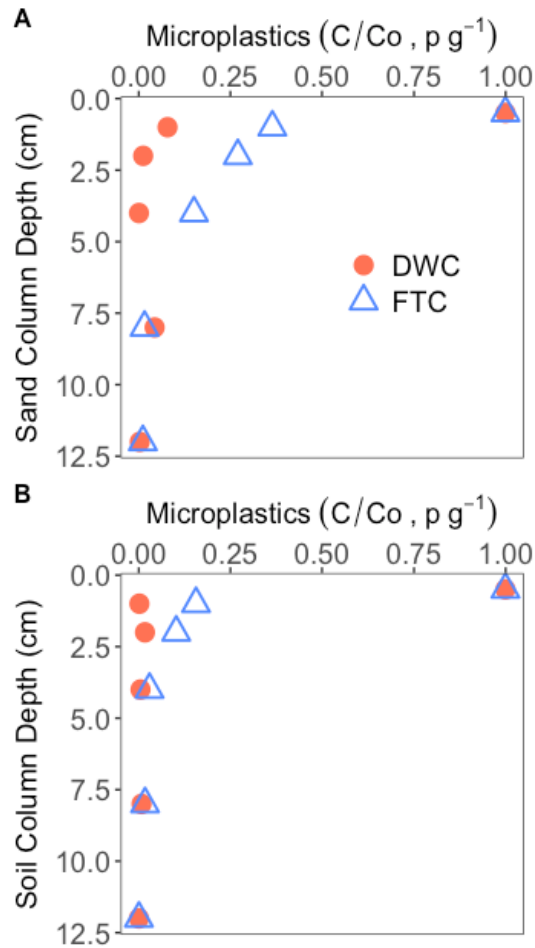 A
Microplastics (C/Co , p g⁻¹)
0.00 0.25 0.50 0.75 1.00
Sand Column Depth (cm)
0.0
2.5
5.0
7.5
10.0
12.5
DWC
FTC
B
Microplastics (C/Co , p g⁻¹)
0.00 0.25 0.50 0.75 1.00
Soil Column Depth (cm)
0.0
2.5
5.0
7.5
10.0
12.5